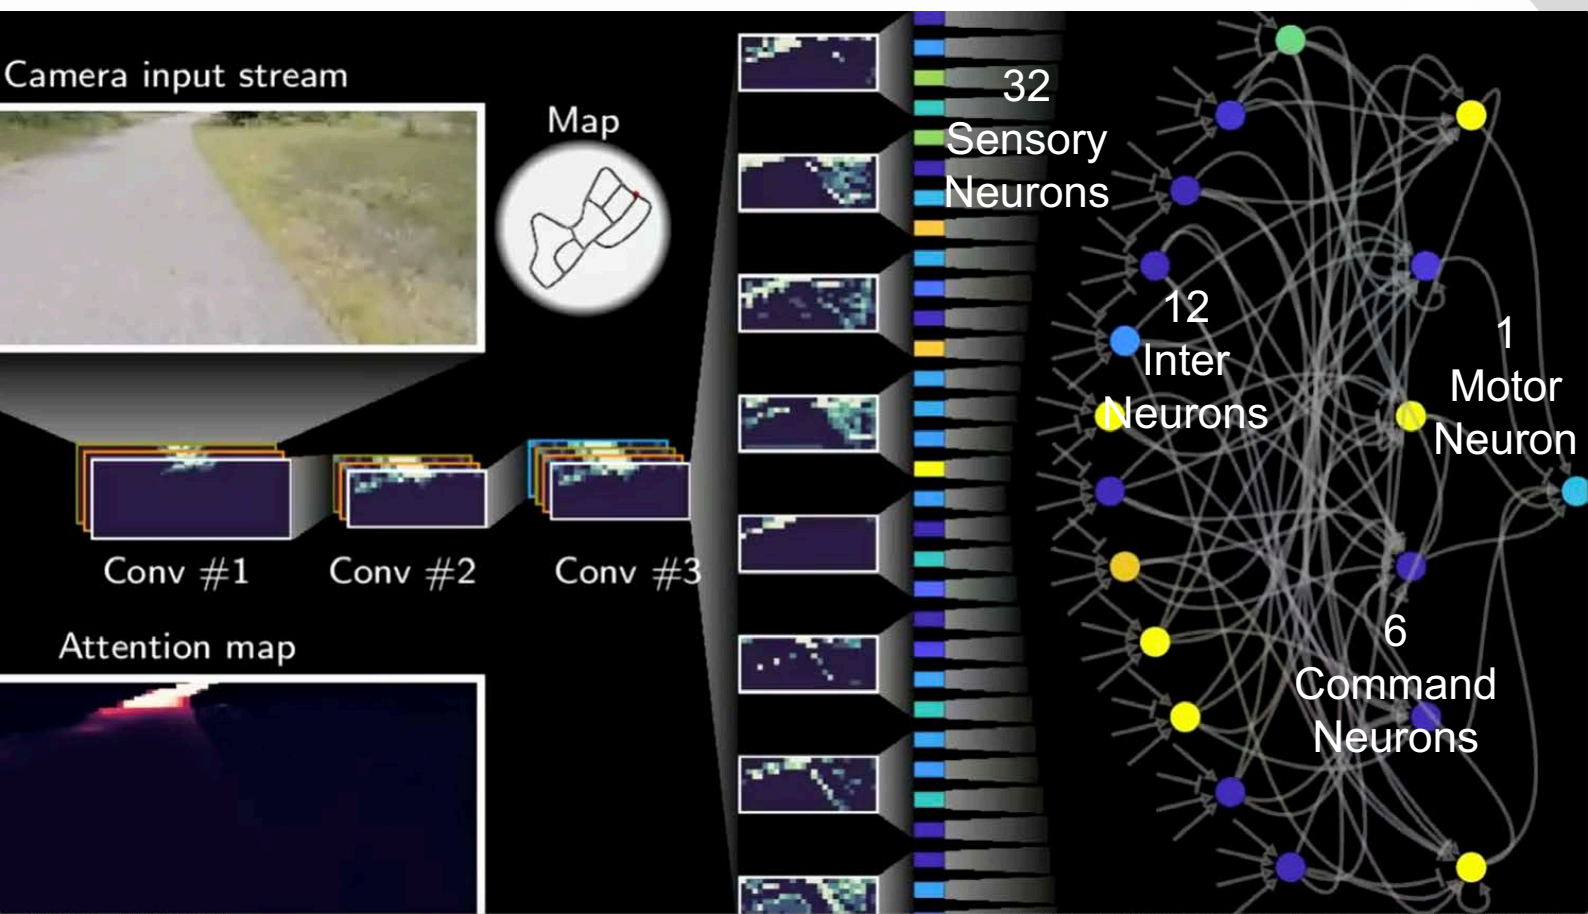 Camera input stream
Map
Conv #1
Conv #2
Conv #3
Attention map
32
Sensory
Neurons
12
Inter
Neurons
1
Motor
Neuron
6
Command
Neurons